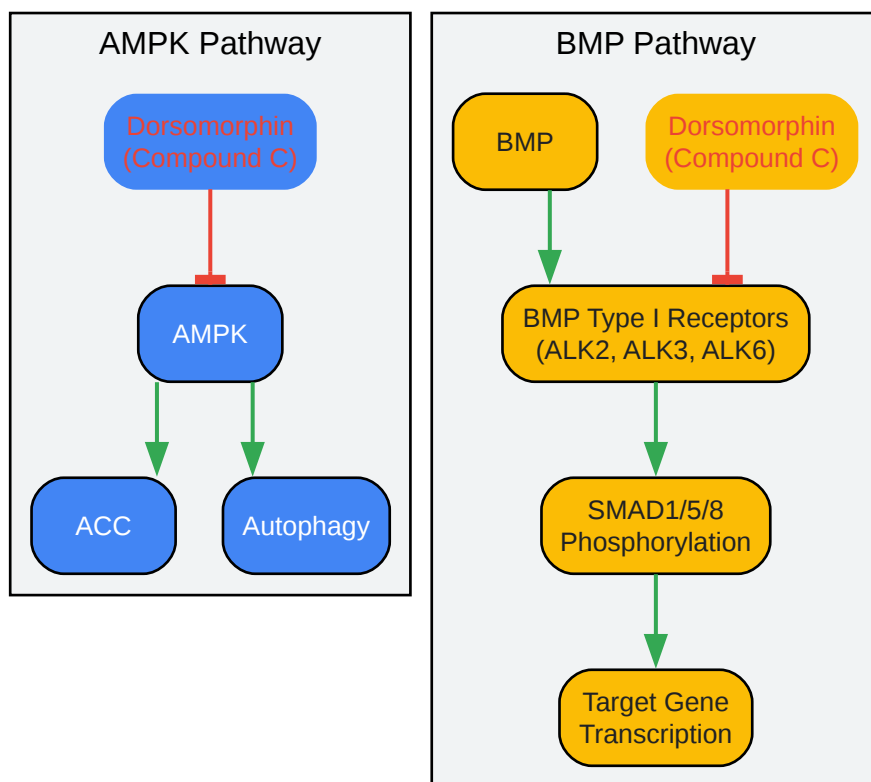 AMPK Pathway
Dorsomorphin
(Compound C)
AMPK
ACC
Autophagy
BMP Pathway
BMP
Dorsomorphin
(Compound C)
BMP Type I Receptors
(ALK2, ALK3, ALK6)
SMAD1/5/8
Phosphorylation
Target Gene
Transcription